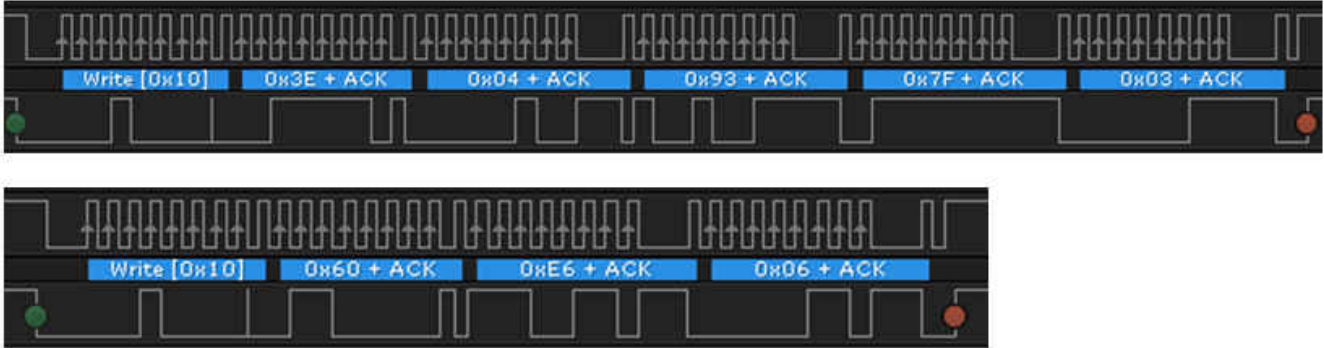 Write [0x10] 0x3E + ACK 0x04 + ACK 0x93 + ACK 0x7F + ACK 0x03 + ACK
Write [0x10] 0x60 + ACK 0xE6 + ACK 0x06 + ACK